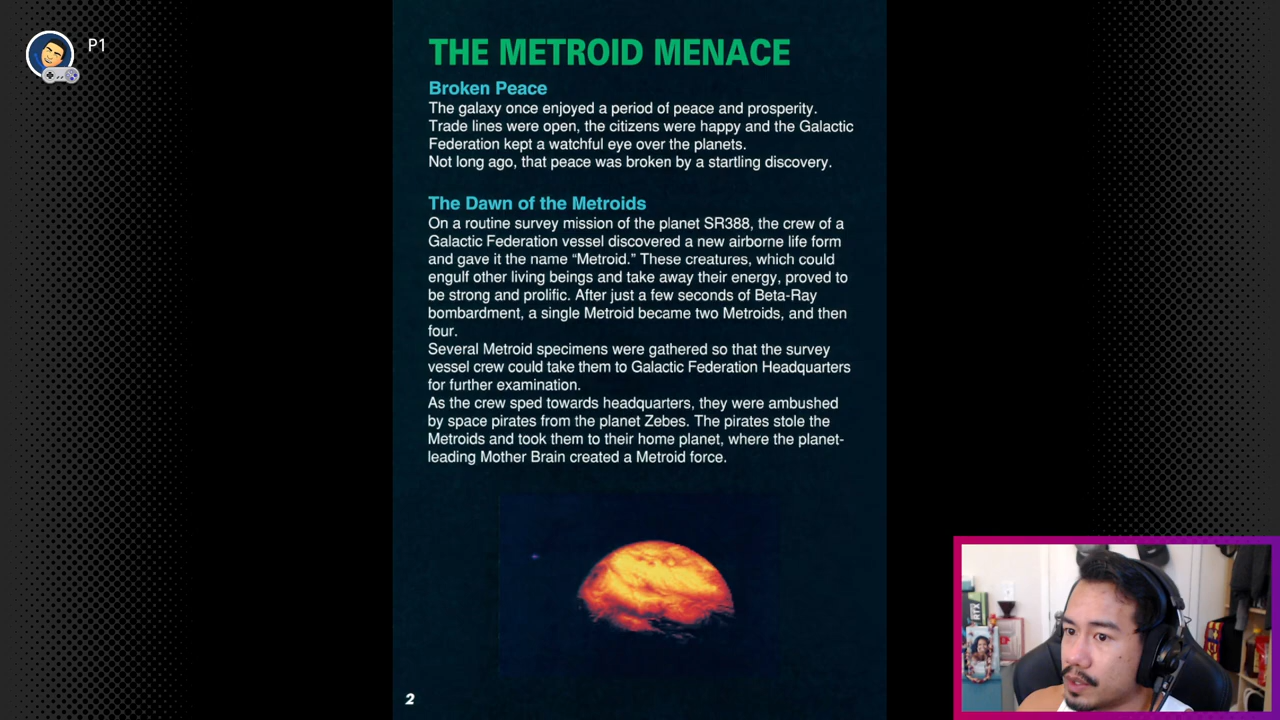 P1
THE METROID MENACE
Broken Peace
The galaxy once enjoyed a period of peace and prosperity.
Trade lines were open, the citizens were happy and the Galactic
Federation kept a watchful eye over the planets.
Not long ago, that peace was broken by a startling discovery.
The Dawn of the Metroids
On a routine survey mission of the planet SR388, the crew of a
Galactic Federation vessel discovered a new airborne life form
and gave it the name “Metroid.” These creatures, which could
engulf other living beings and take away their energy, proved to
be strong and prolific. After just a few seconds of Beta-Ray
bombardment, a single Metroid became two Metroids, and then
four.
Several Metroid specimens were gathered so that the survey
vessel crew could take them to Galactic Federation Headquarters
for further examination.
As the crew sped towards headquarters, they were ambushed
by space pirates from the planet Zebes. The pirates stole the
Metroids and took them to their home planet, where the planet-
leading Mother Brain created a Metroid force.
2
RTX